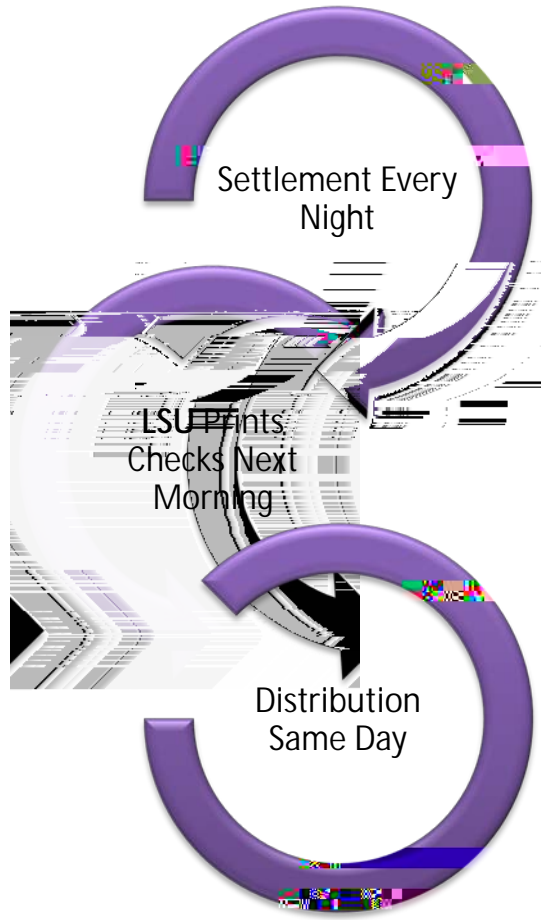 Settlement Every
Night
LSU Prints
Checks Next
Morning
Distribution
Same Day